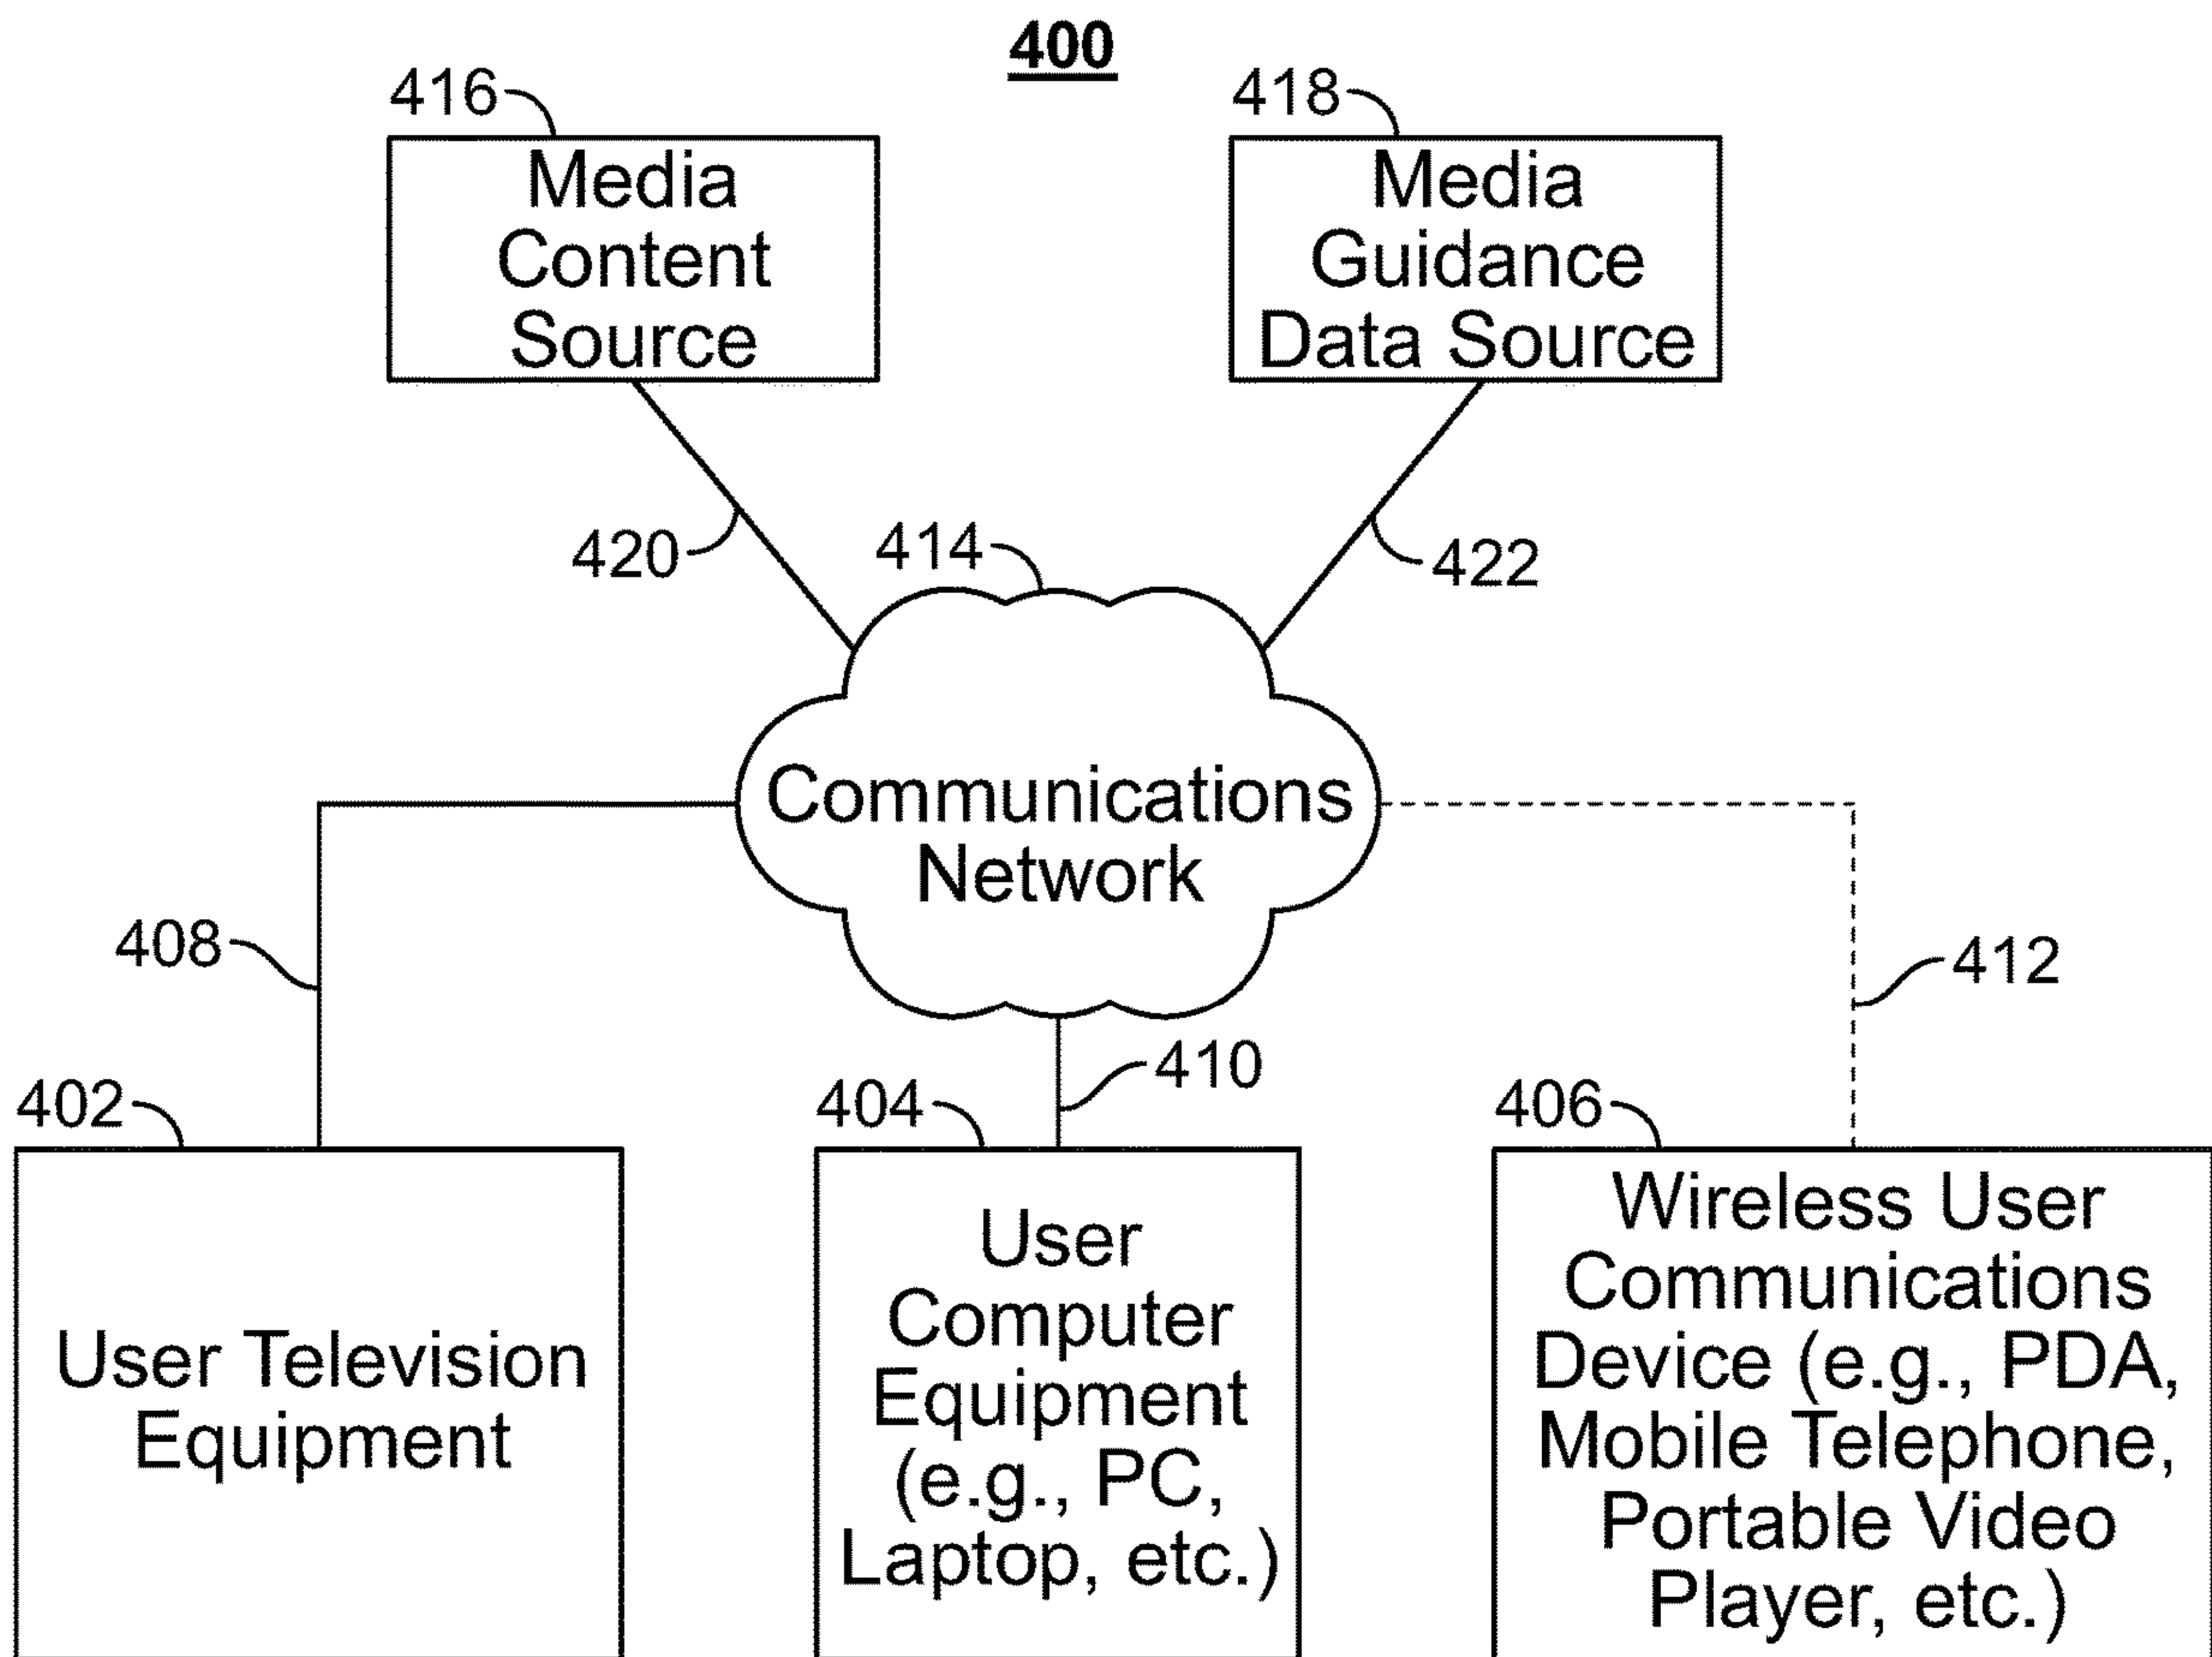 400
416
418
Media
Content
Source
Media
Guidance
Data Source
420
414
422
Communications
Network
408
412
410
402
404
406
User Television
Equipment
User
Computer
Equipment
(e.g., PC,
Laptop, etc.)
Wireless User
Communications
Device (e.g., PDA,
Mobile Telephone,
Portable Video
Player, etc.)